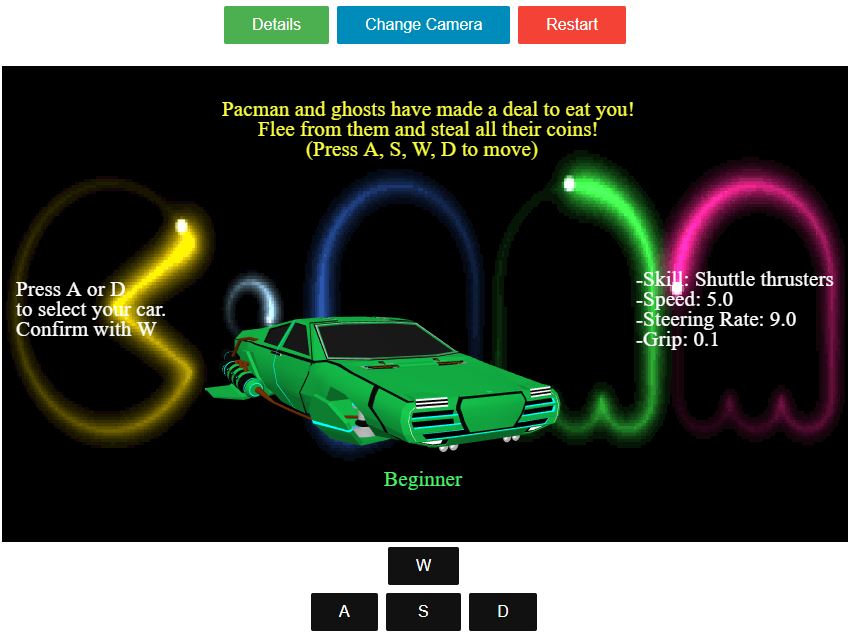 Details
Change Camera
Restart
Pacman and ghosts have made a deal to eat you!
Flee from them and steal all their coins!
(Press A, S, W, D to move)
Press A or D
to select your car.
Confirm with W
-Skill: Shuttle thrusters
-Speed: 5.0
-Steering Rate: 9.0
-Grip: 0.1
Beginner
W
A
S
D